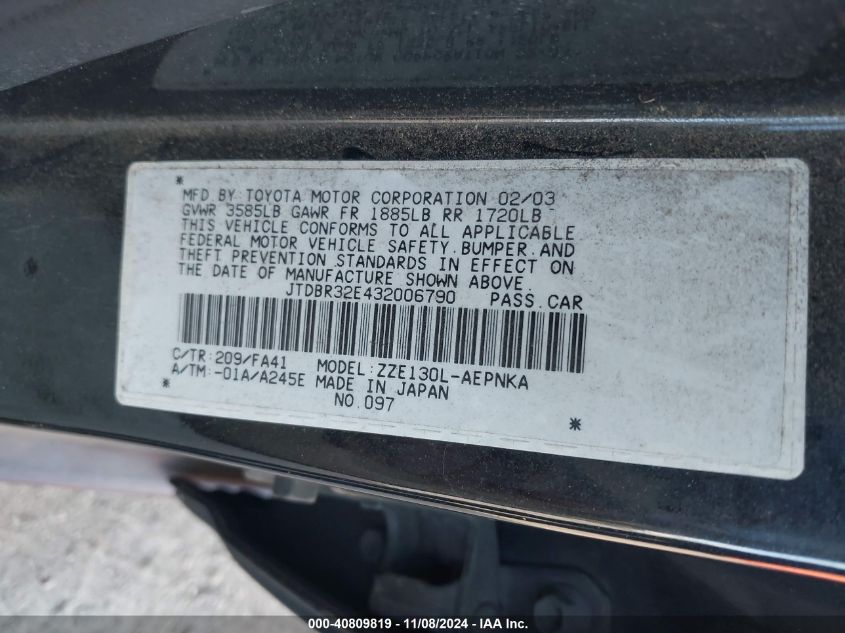 *
MFD BY:TOYOTA MOTOR CORPORATION 02/03
GVWR 3585LB GAWR FR 1885LB RR 1720LB
THIS VEHICLE CONFORMS TO ALL APPLICABLE
FEDERAL MOTOR VEHICLE SAFETY.BUMPER.AND
THEFT PREVENTION STANDARDS IN EFFECT ON
THE DATE OF MANUFACTURE SHOWN ABOVE.
JTDBR32E432006790 PASS.CAR
C/TR:209/FA41 MODEL:ZZE130L-AEPNKA
A/TM:-01A/A245E MADE IN JAPAN
* NO.097
*
000-40809819 - 11/08/2024 - IAA Inc.